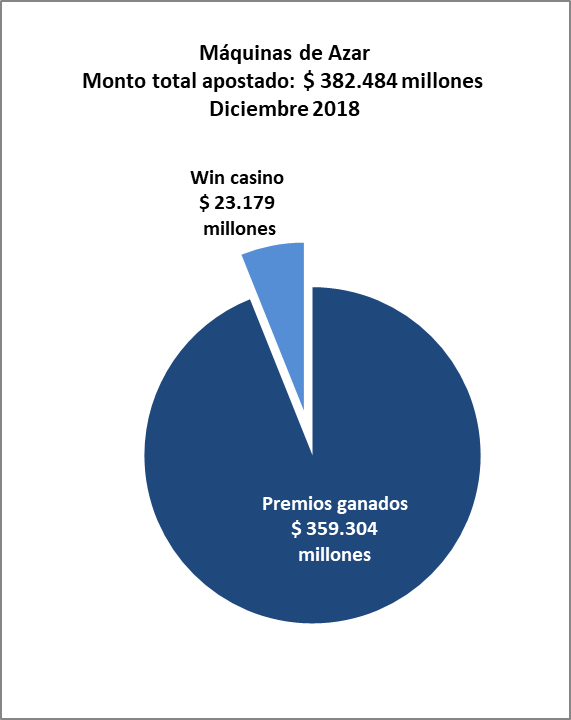 Máquinas de Azar
Monto total apostado: $ 382.484 millones
Diciembre 2018
Win casino
$ 23.179
millones
Premios ganados
$ 359.304
millones